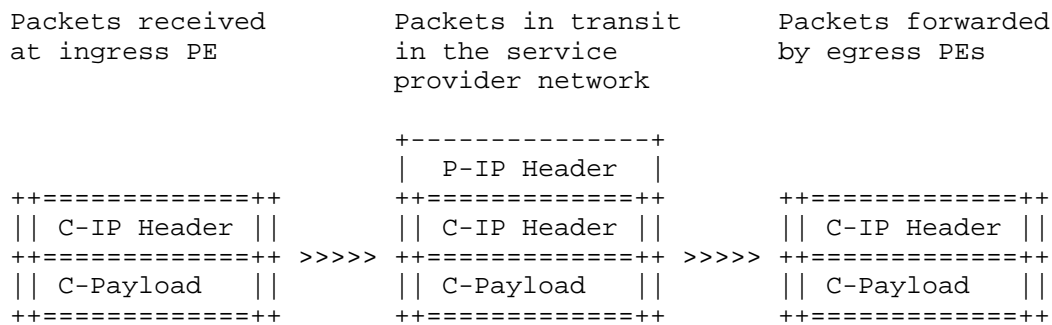 Packets received        Packets in transit      Packets forwarded
at ingress PE           in the service          by egress PEs
                        provider network

                        +---------------+
                        |  P-IP Header  |
++=============++       ++=============++       ++=============++
|| C-IP Header ||       || C-IP Header ||       || C-IP Header ||
++=============++ >>>>> ++=============++ >>>>> ++=============++
|| C-Payload   ||       || C-Payload   ||       || C-Payload   ||
++=============++       ++=============++       ++=============++